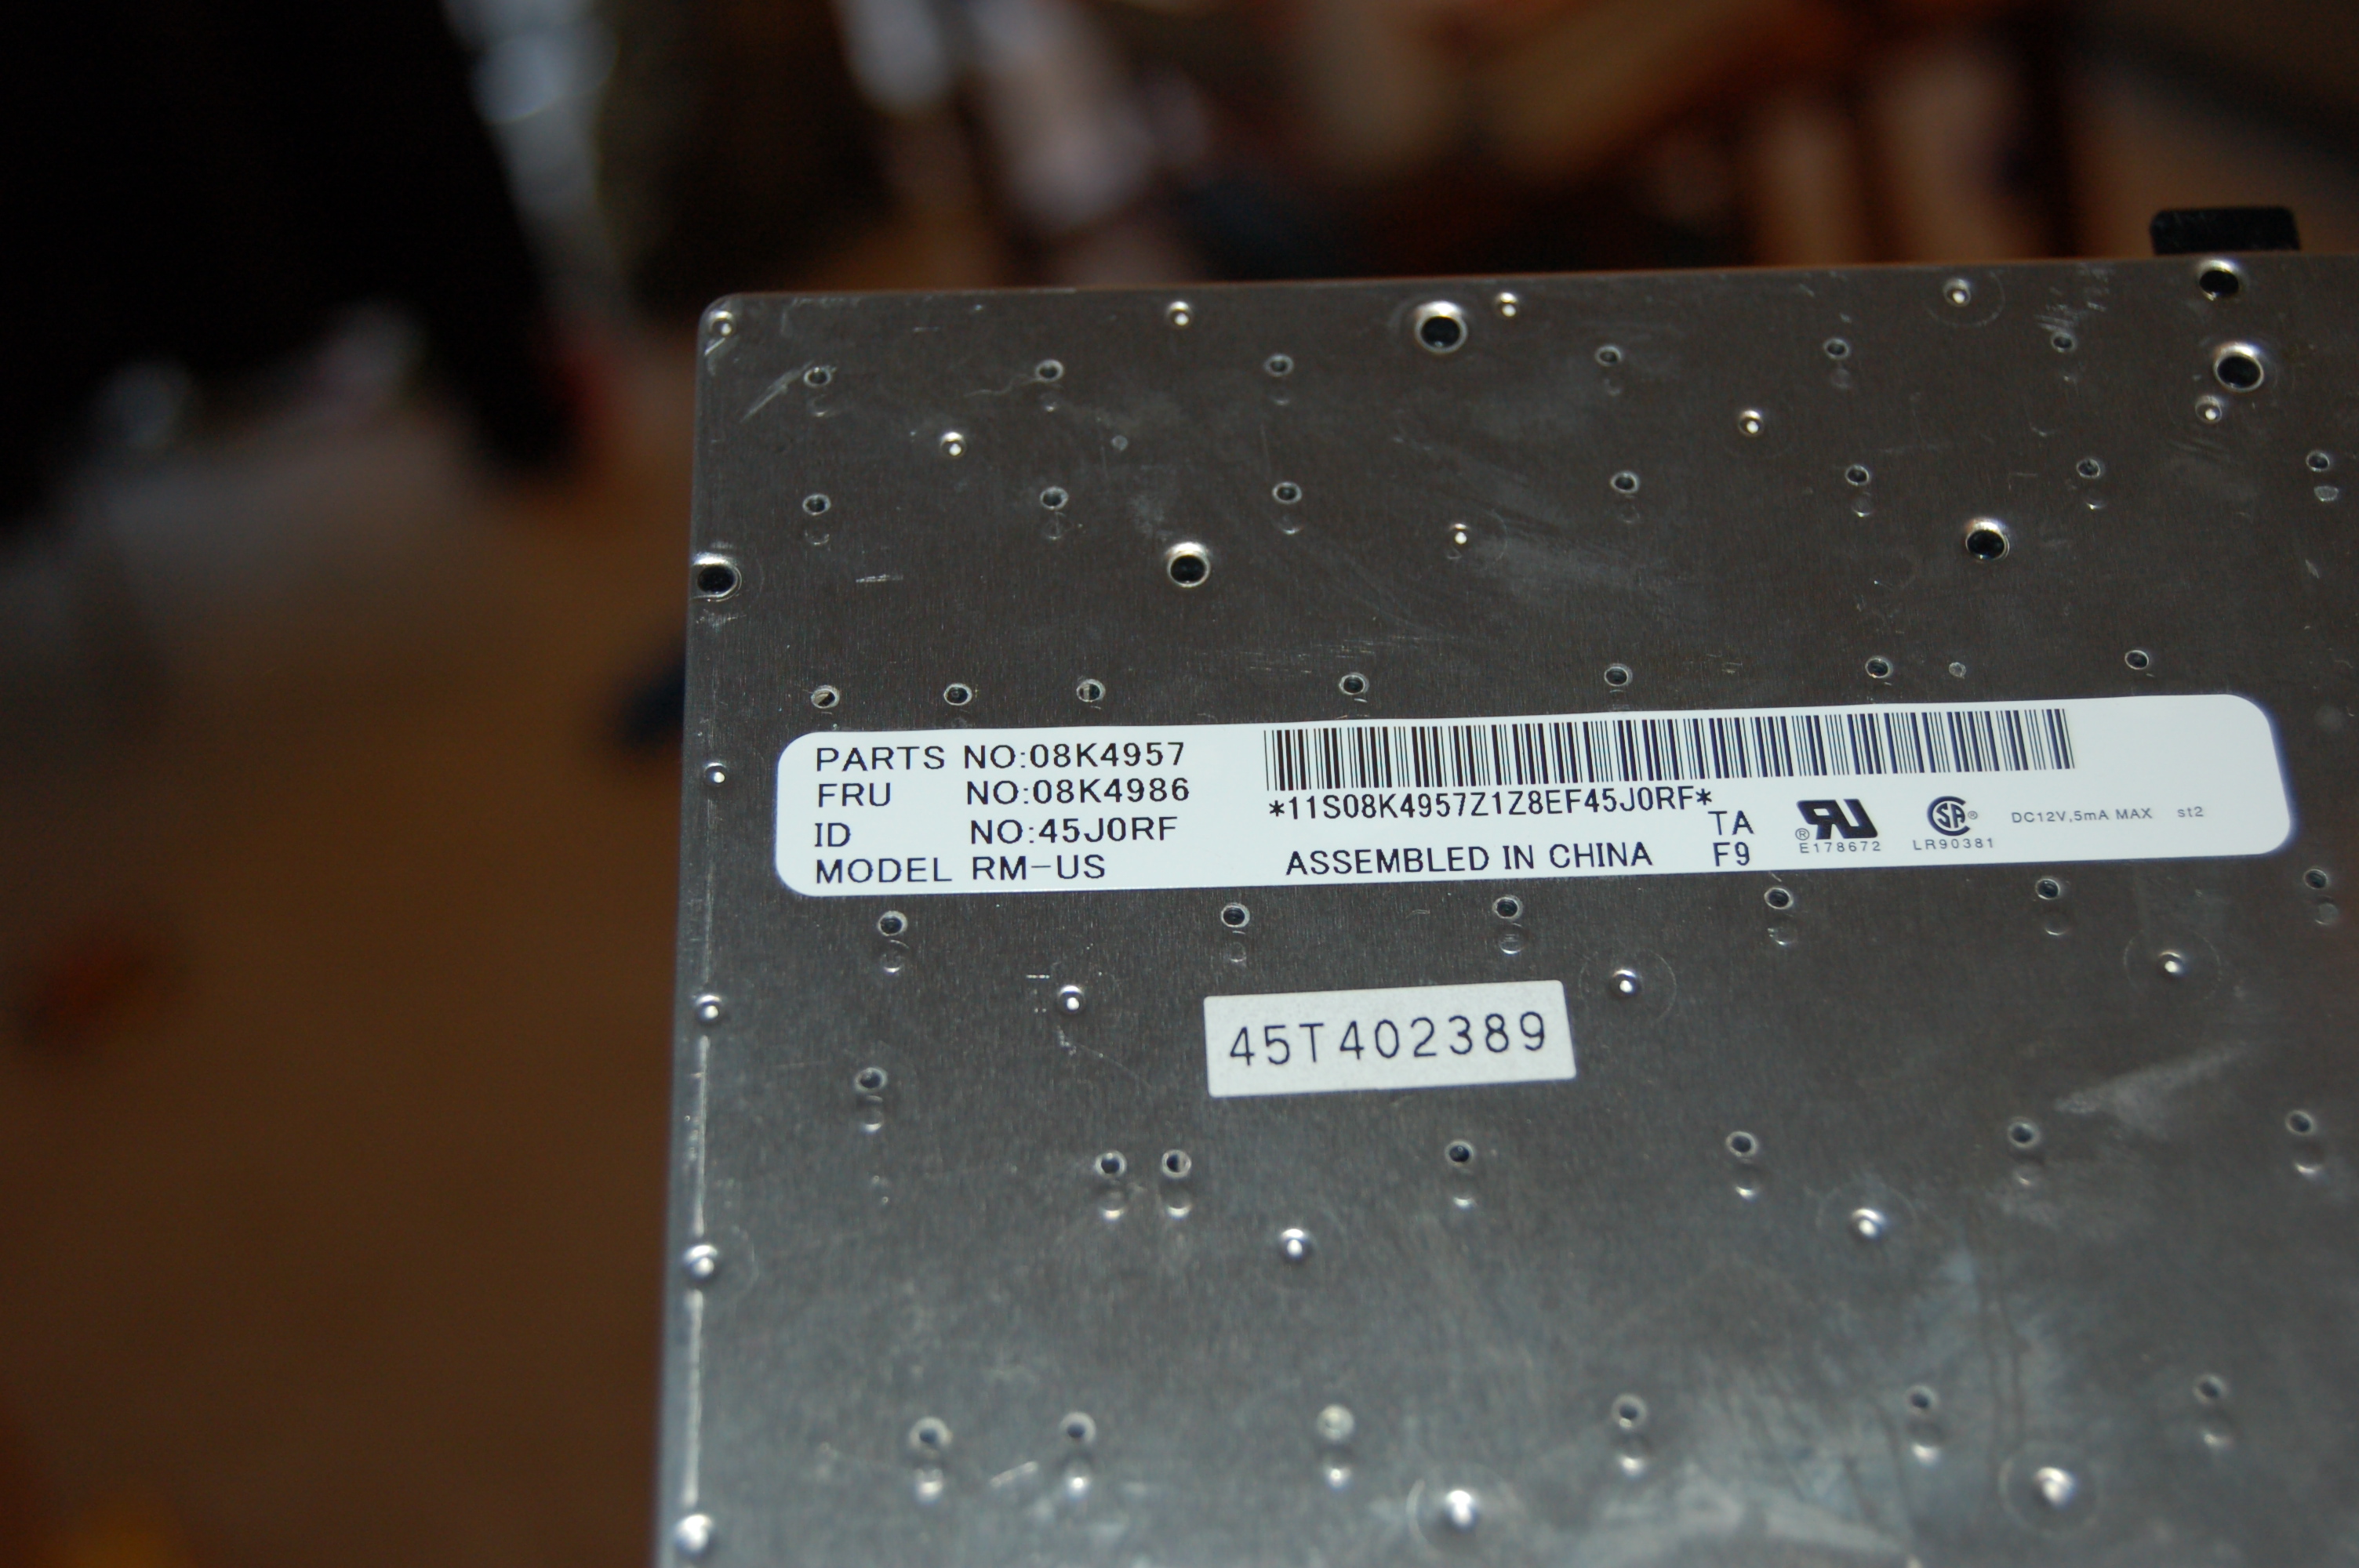 PARTS NO:08K4957
FRU NO:08K4986
ID NO:45J0RF
MODEL RM-US
*11S08K4957Z1Z8EF45J0RF*
ASSEMBLED IN CHINA
TA
F9
E178672
LR90381
DC12V,5mA MAX st2
45T402389